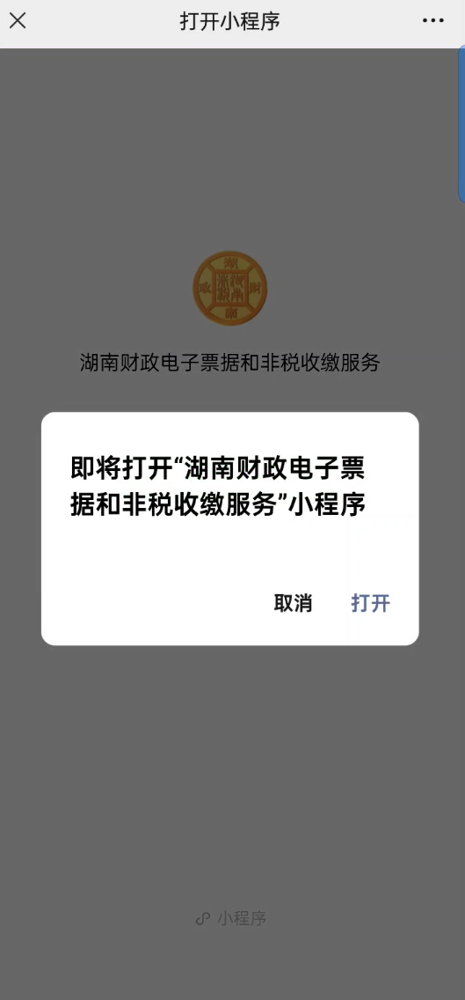 打开小程序
湖南财政电子票据和非税收缴服务
即将打开“湖南财政电子票
据和非税收缴服务”小程序
取消 打开
小程序